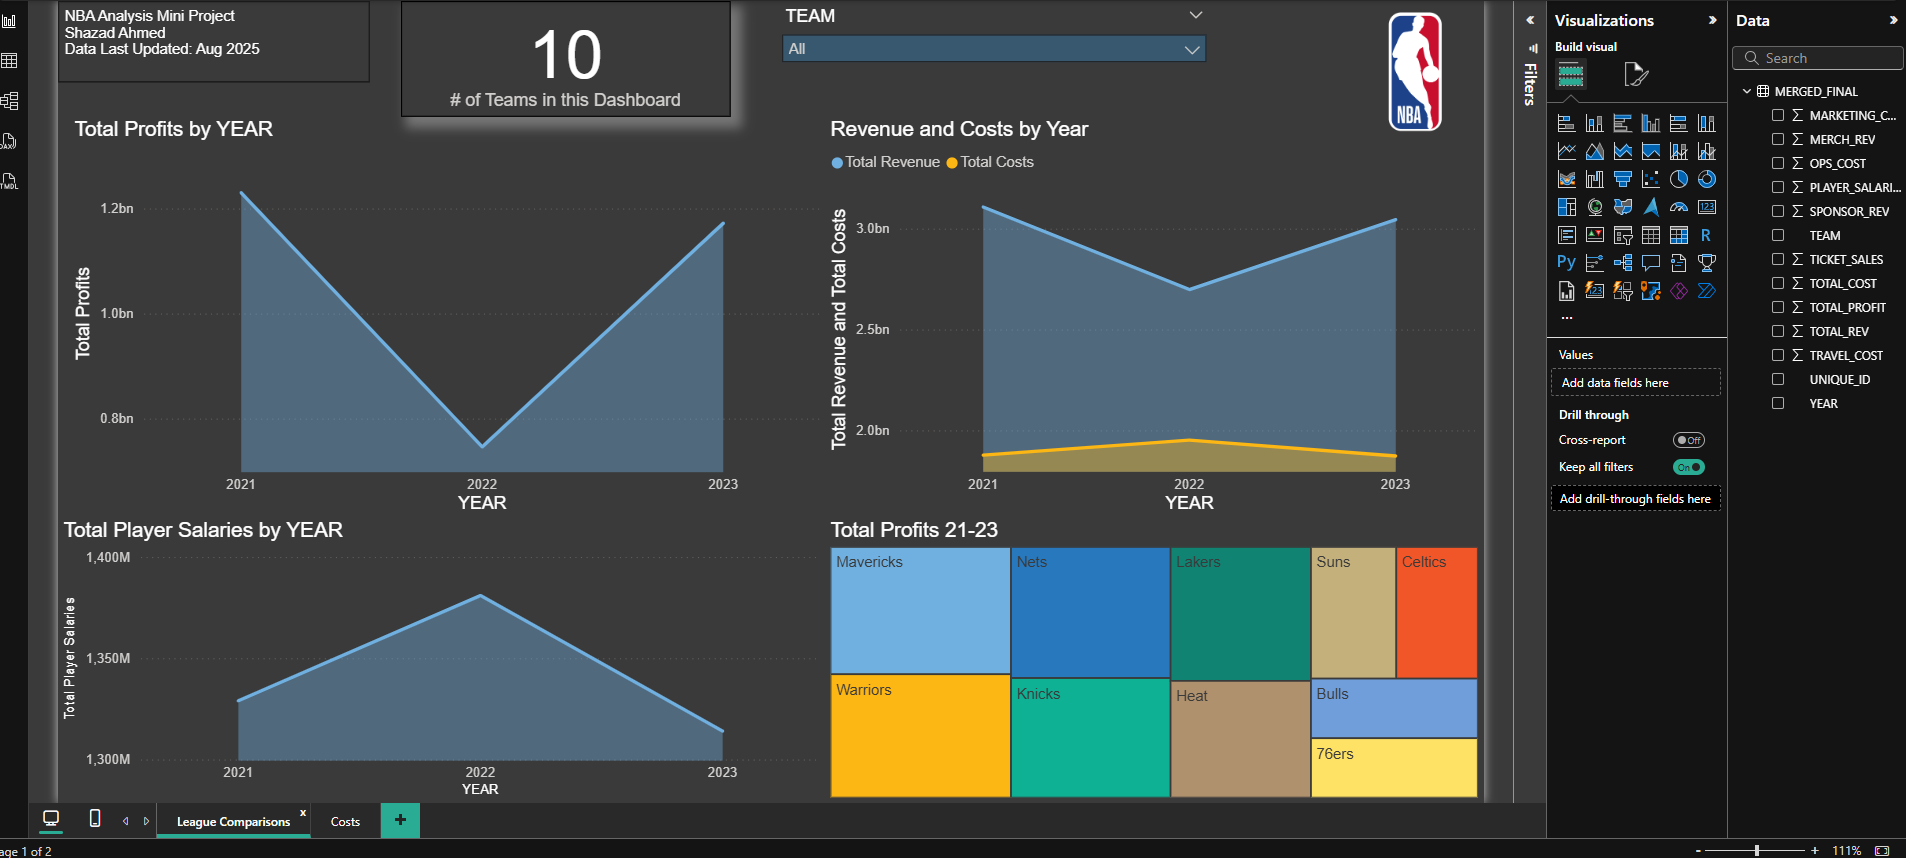 NBA Analysis Mini Project
Shazad Ahmed
Data Last Updated: Aug 2025
10
# of Teams in this Dashboard
TEAM
All
NBA
Total Profits by YEAR
Total Profits
1.2bn
1.0bn
0.8bn
2021
2022
2023
YEAR
Revenue and Costs by Year
Total Revenue
Total Costs
Total Revenue and Total Costs
3.0bn
2.5bn
2.0bn
2021
2022
2023
YEAR
Total Player Salaries by YEAR
Total Player Salaries
1,400M
1,350M
1,300M
2021
2022
2023
YEAR
Total Profits 21-23
Mavericks
Nets
Lakers
Suns
Celtics
Warriors
Knicks
Heat
Bulls
76ers
Filters
Visualizations
Build visual
123
R
Py
123
...
Values
Add data fields here
Drill through
Cross-report
Off
Keep all filters
On
Add drill-through fields here
Data
Search
MERGED_FINAL
MARKETING_C...
MERCH_REV
OPS_COST
PLAYER_SALARI...
SPONSOR_REV
TEAM
TICKET_SALES
TOTAL_COST
TOTAL_PROFIT
TOTAL_REV
TRAVEL_COST
UNIQUE_ID
YEAR
DAX
TMDL
League Comparisons
x
Costs
+
age 1 of 2
- + 111%